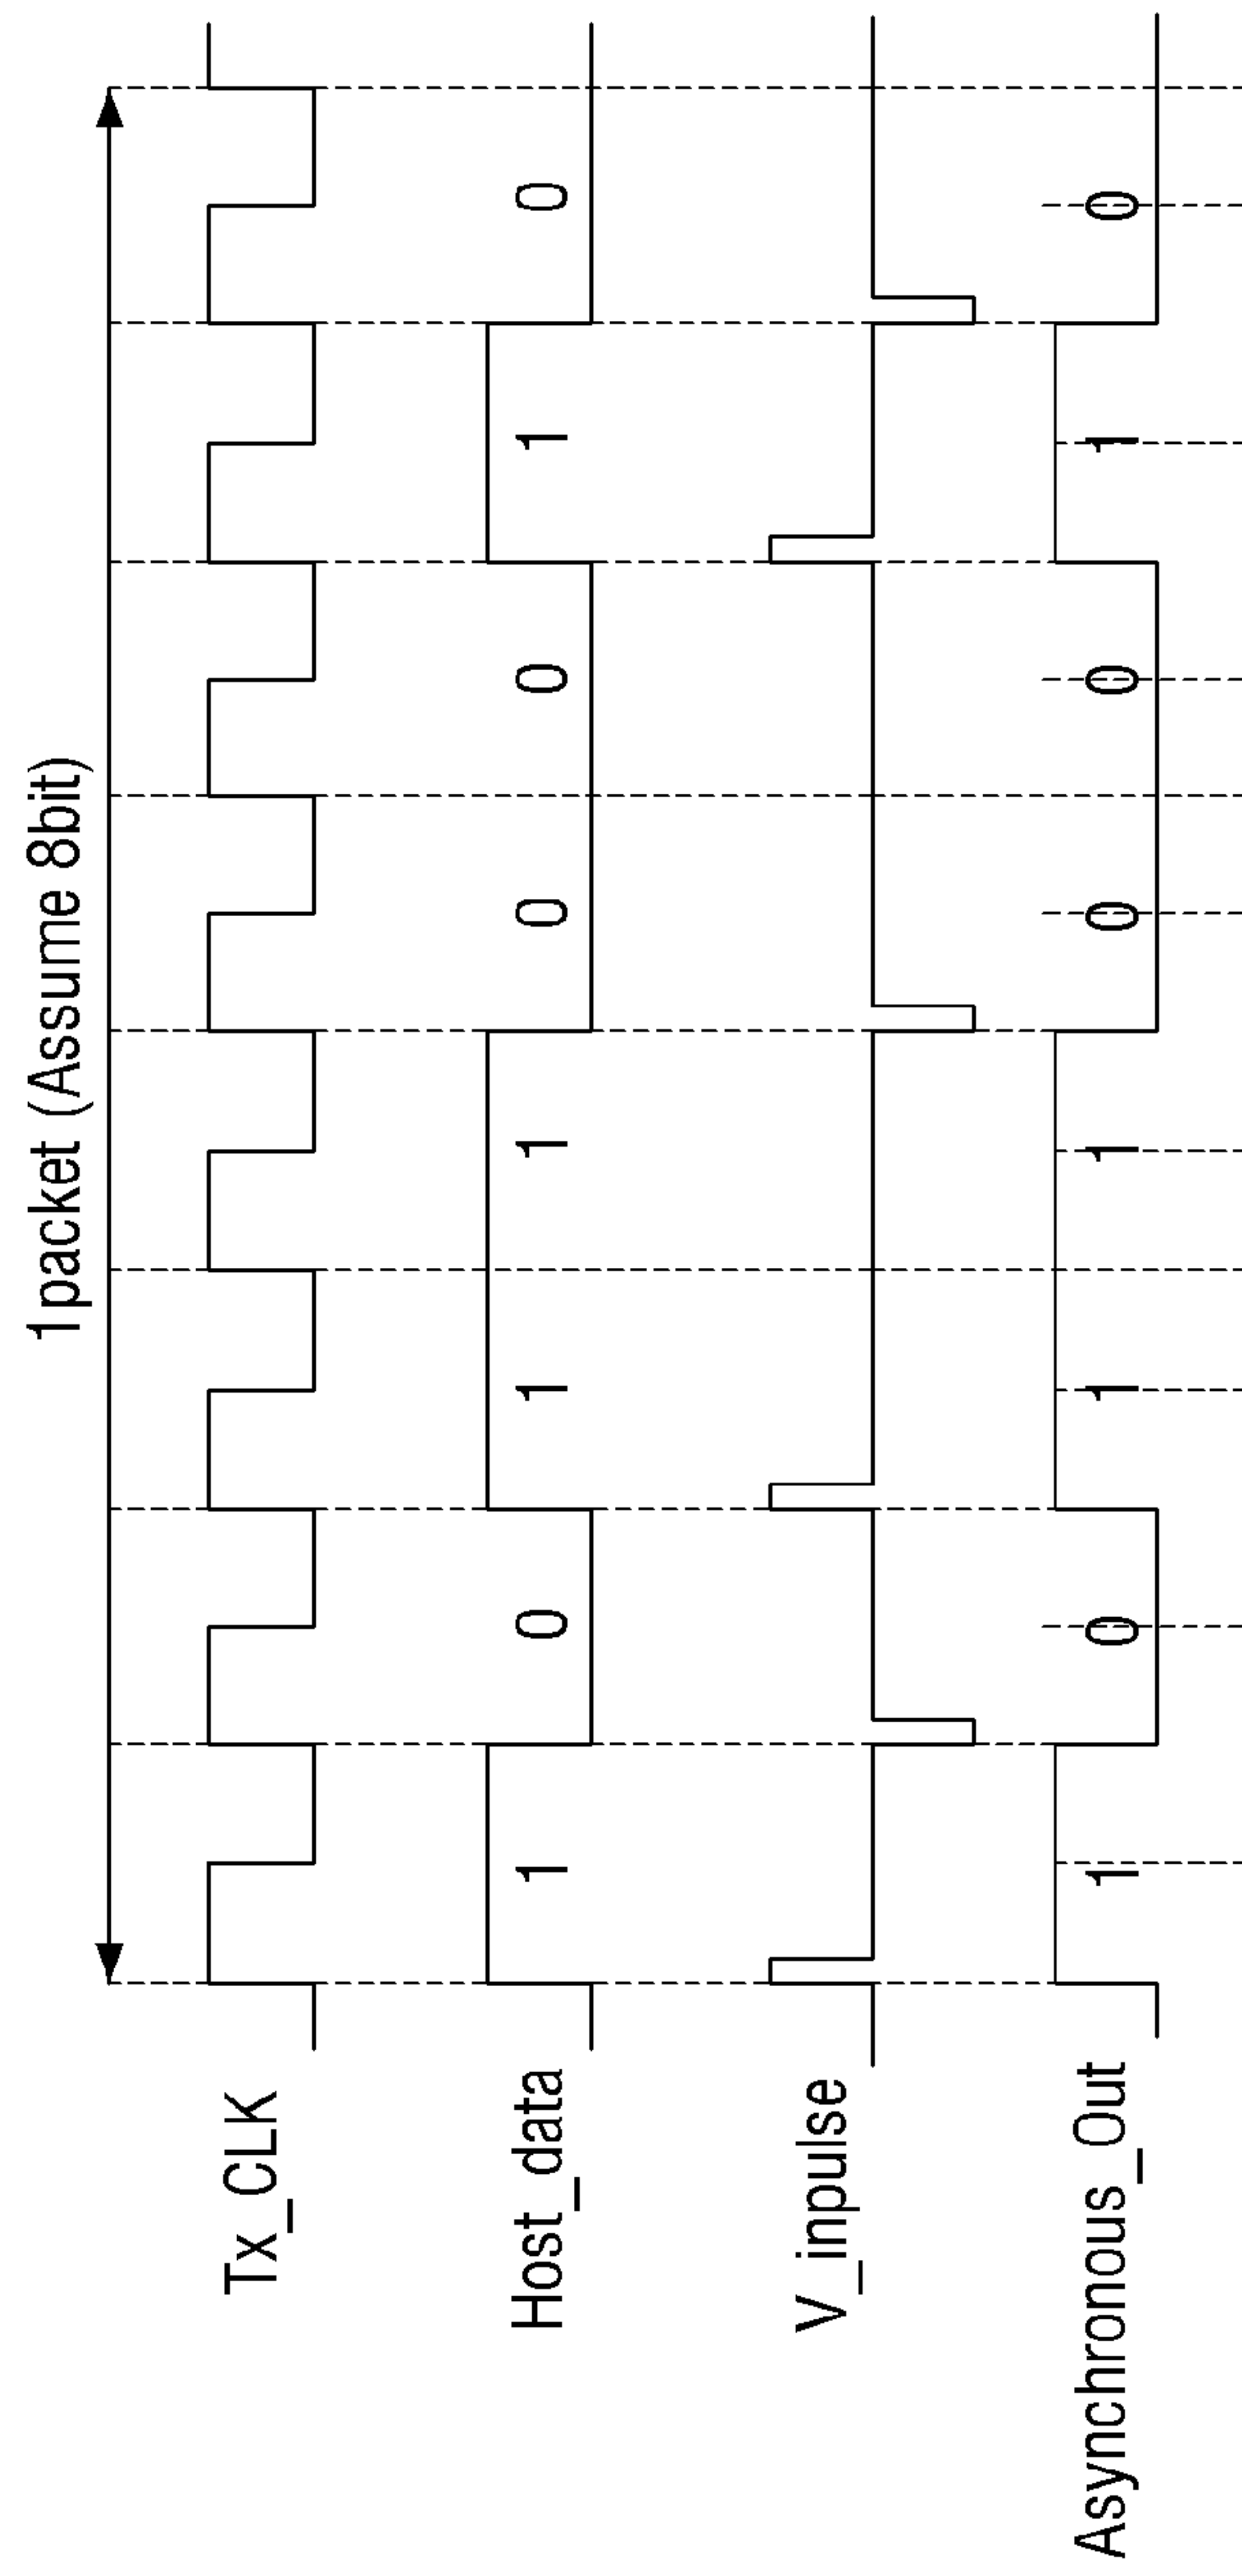 1packet (Assume 8bit)
Tx_CLK
Host_data 1 0 1 1 0 0 1 0
V_inpulse
Asynchronous_Out 1 0 1 1 0 0 1 0